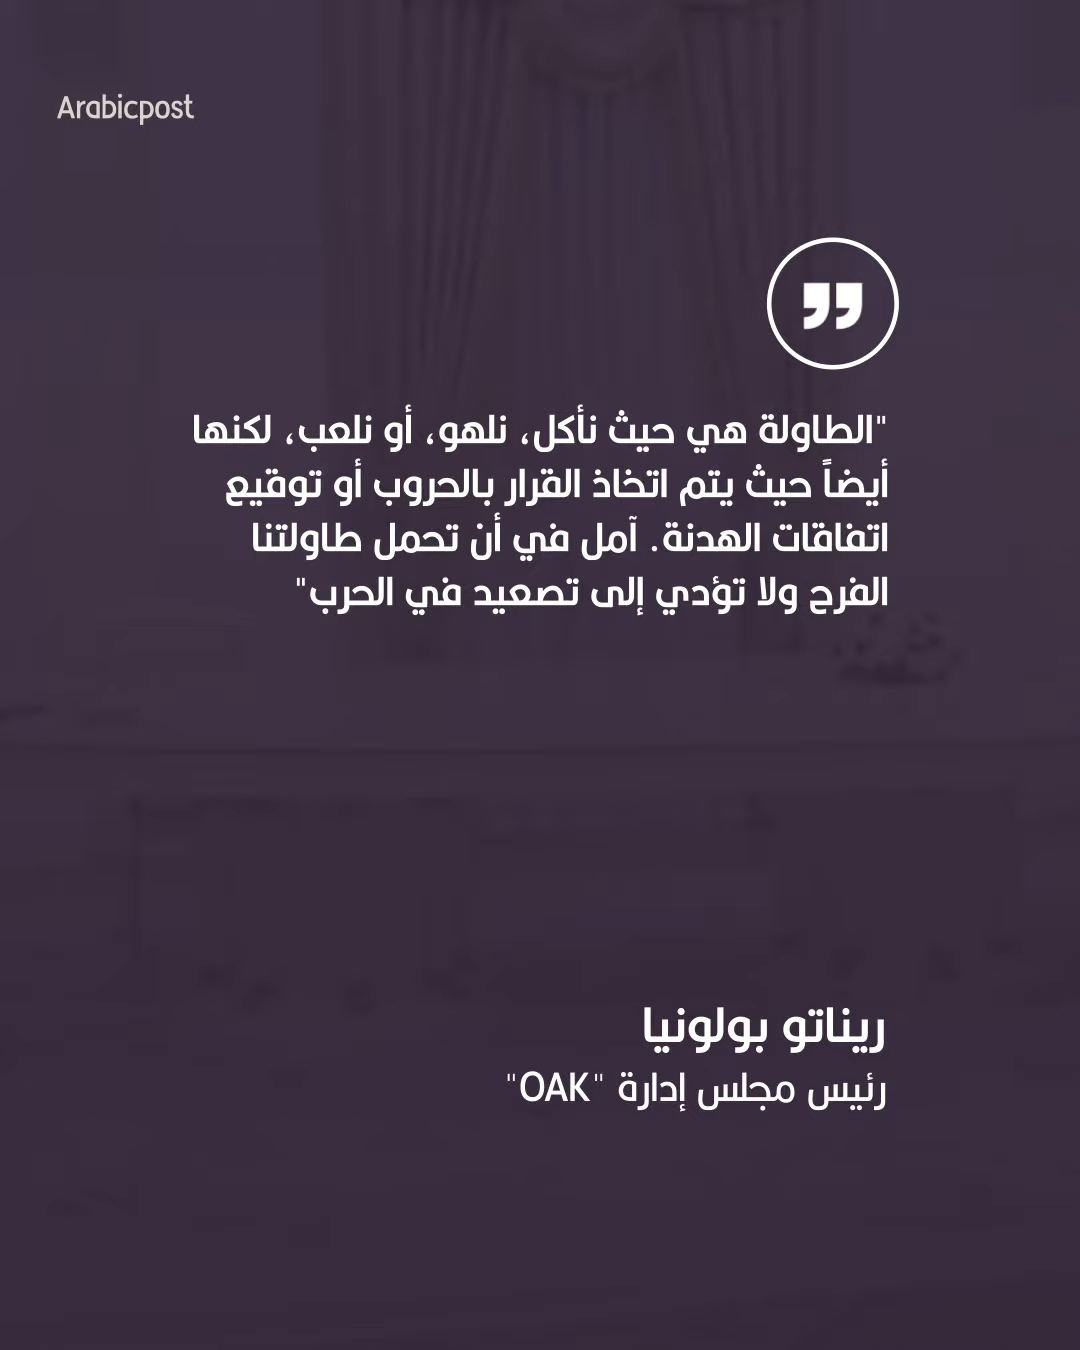 Arabicpost
"الطاولة هي حيث نأكل، نلهو، أو نلعب، لكنها
أيضاً حيث يتم اتخاذ القرار بالحروب أو توقيع
اتفاقات الهدنة. آمل في أن تحمل طاولتنا
الفرح ولا تؤدي إلى تصعيد في الحرب"
ريناتو بولونيا
رئيس مجلس إدارة "OAK"